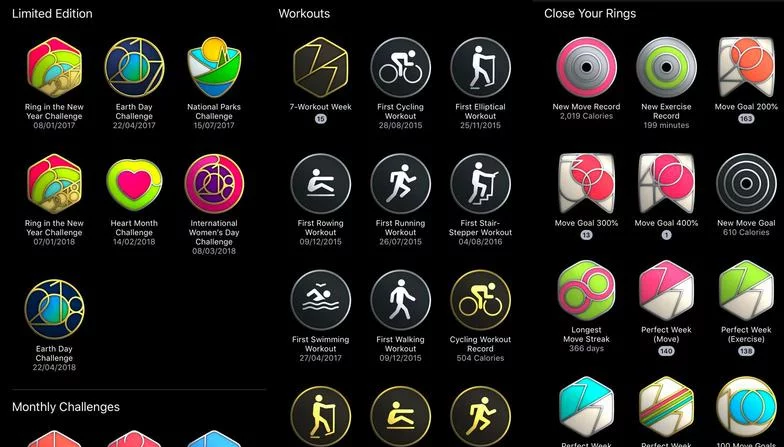 Limited Edition
Ring in the New
Year Challenge
08/01/2017
Earth Day
Challenge
22/04/2017
National Parks
Challenge
15/07/2017
Ring in the New
Year Challenge
07/01/2018
Heart Month
Challenge
14/02/2018
International
Women's Day
Challenge
08/03/2018
Earth Day
Challenge
22/04/2018
Monthly Challenges
Workouts
7-Workout Week
15
First Cycling
Workout
28/08/2015
First Elliptical
Workout
25/11/2015
First Rowing
Workout
09/12/2015
First Running
Workout
26/07/2015
First Stair-
Stepper Workout
04/08/2016
First Swimming
Workout
27/04/2017
First Walking
Workout
09/12/2015
Cycling Workout
Record
504 Calories
Close Your Rings
New Move Record
2,019 Calories
New Exercise
Record
199 minutes
Move Goal 200%
163
Move Goal 300%
13
Move Goal 400%
1
New Move Goal
610 Calories
Longest
Move Streak
366 days
Perfect Week
(Move)
140
Perfect Week
(Exercise)
138
Perfect Week
Perfect Week
100 Move Goals